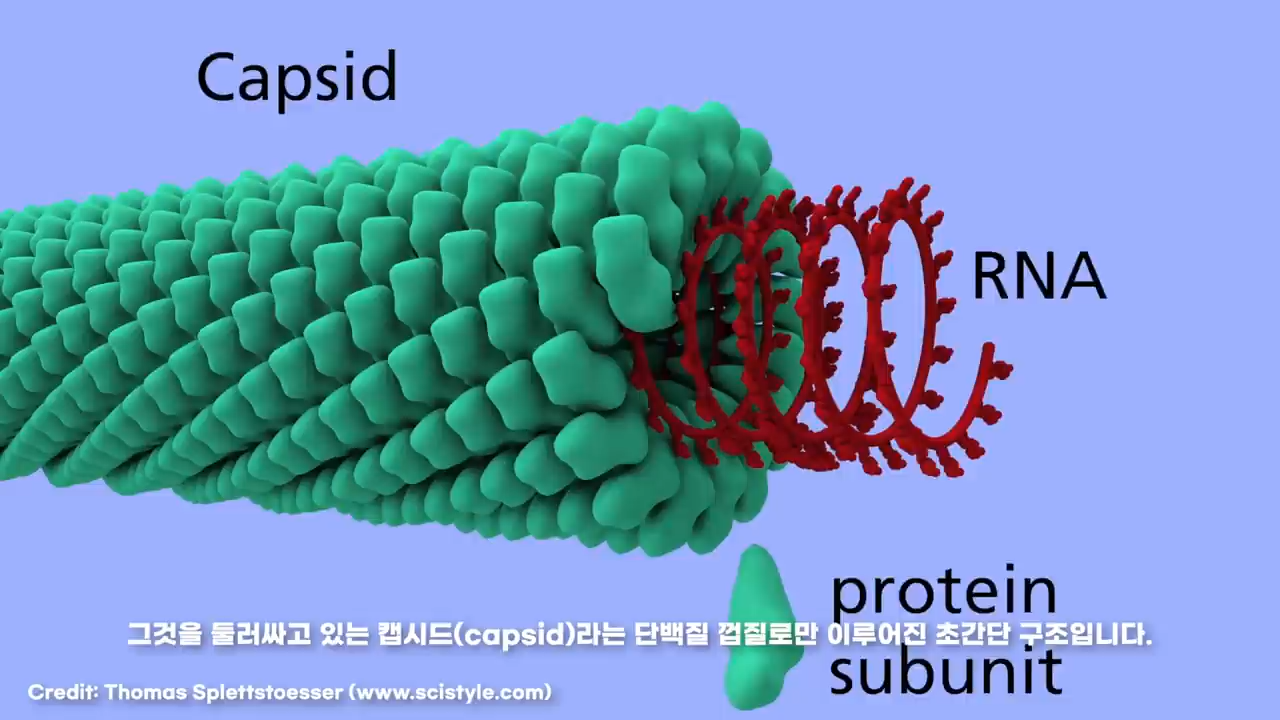 Capsid
RNA
protein
subunit
그것을 둘러싸고 있는 캡시드(capsid)라는 단백질 껍질로만 이루어진 초간단 구조입니다.
Credit: Thomas Splettstoesser (www.scistyle.com)